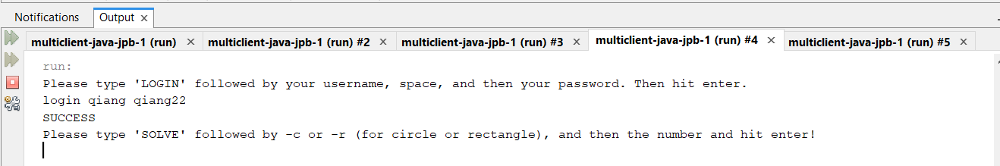 Notifications Output
multiclient-java-jpb-1 (run) multiclient-java-jpb-1 (run) #2 multiclient-java-jpb-1 (run) #3 multiclient-java-jpb-1 (run) #4 multiclient-java-jpb-1 (run) #5
run:
Please type 'LOGIN' followed by your username, space, and then your password. Then hit enter.
login qiang qiang22
SUCCESS
Please type 'SOLVE' followed by -c or -r (for circle or rectangle), and then the number and hit enter!